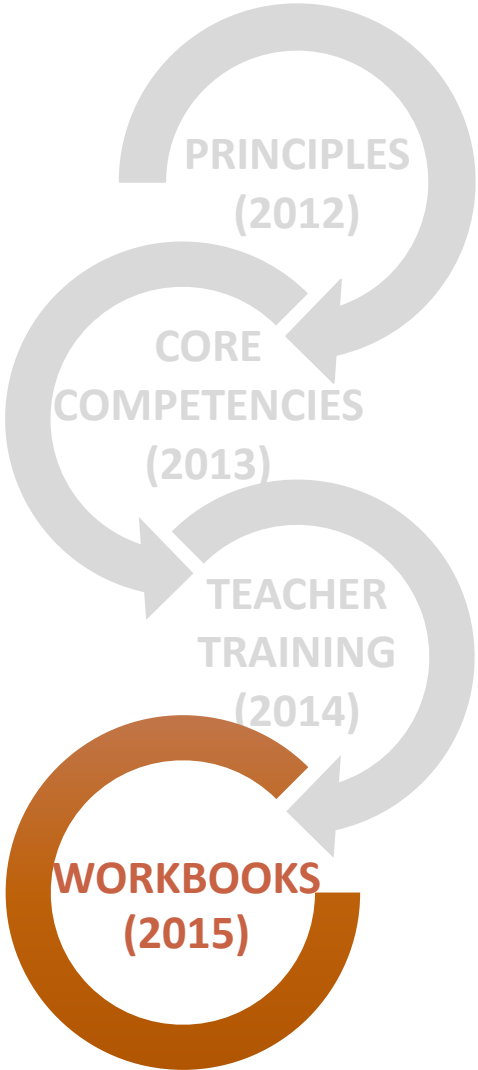 PRINCIPLES
(2012)
CORE
COMPETENCIES
(2013)
TEACHER
TRAINING
(2014)
WORKBOOKS
(2015)